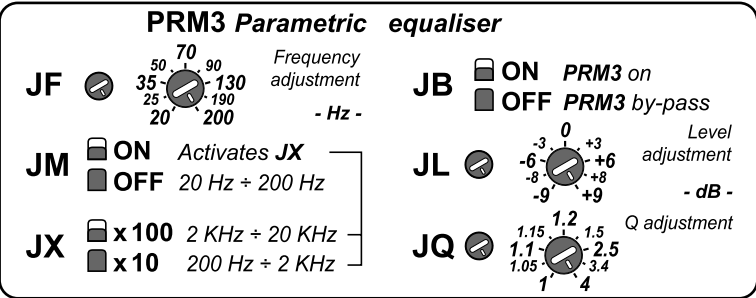 PRM3 Parametric equaliser
JF
70
50 90
35 130
25 190
20 200
Frequency
adjustment
- Hz -
JM
ON Activates JX
OFF 20 Hz ÷ 200 Hz
JX
x 100 2 KHz ÷ 20 KHz
x 10 200 Hz ÷ 2 KHz
JB
ON PRM3 on
OFF PRM3 by-pass
JL
0
-3 +3
-6 +6
-8 +8
-9 +9
Level
adjustment
- dB -
JQ
1.2
1.15 1.5
1.1 2.5
1.05 3.4
1 4
Q adjustment